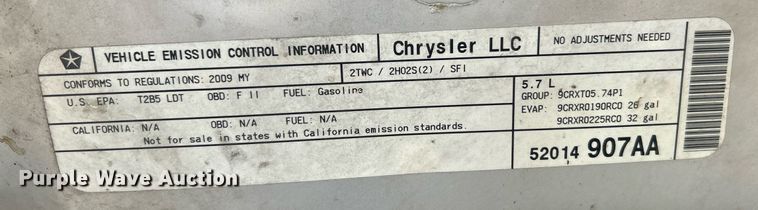 VEHICLE EMISSION CONTROL INFORMATION
Chrysler LLC
NO ADJUSTMENTS NEEDED
CONFORMS TO REGULATIONS: 2009 MY
2TWC / 2HO2S(2) / SFI
U.S. EPA: T2B5 LDT OBD: F II FUEL: Gasoline
CALIFORNIA: N/A OBD: N/A FUEL: N/A
Not for sale in states with California emission standards.
5.7 L
GROUP: 9CRXT05.74P1
EVAP: 9CRXR0190RC0 26 gal
9CRXR0225RC0 32 gal
52014 907AA
Purple Wave Auction